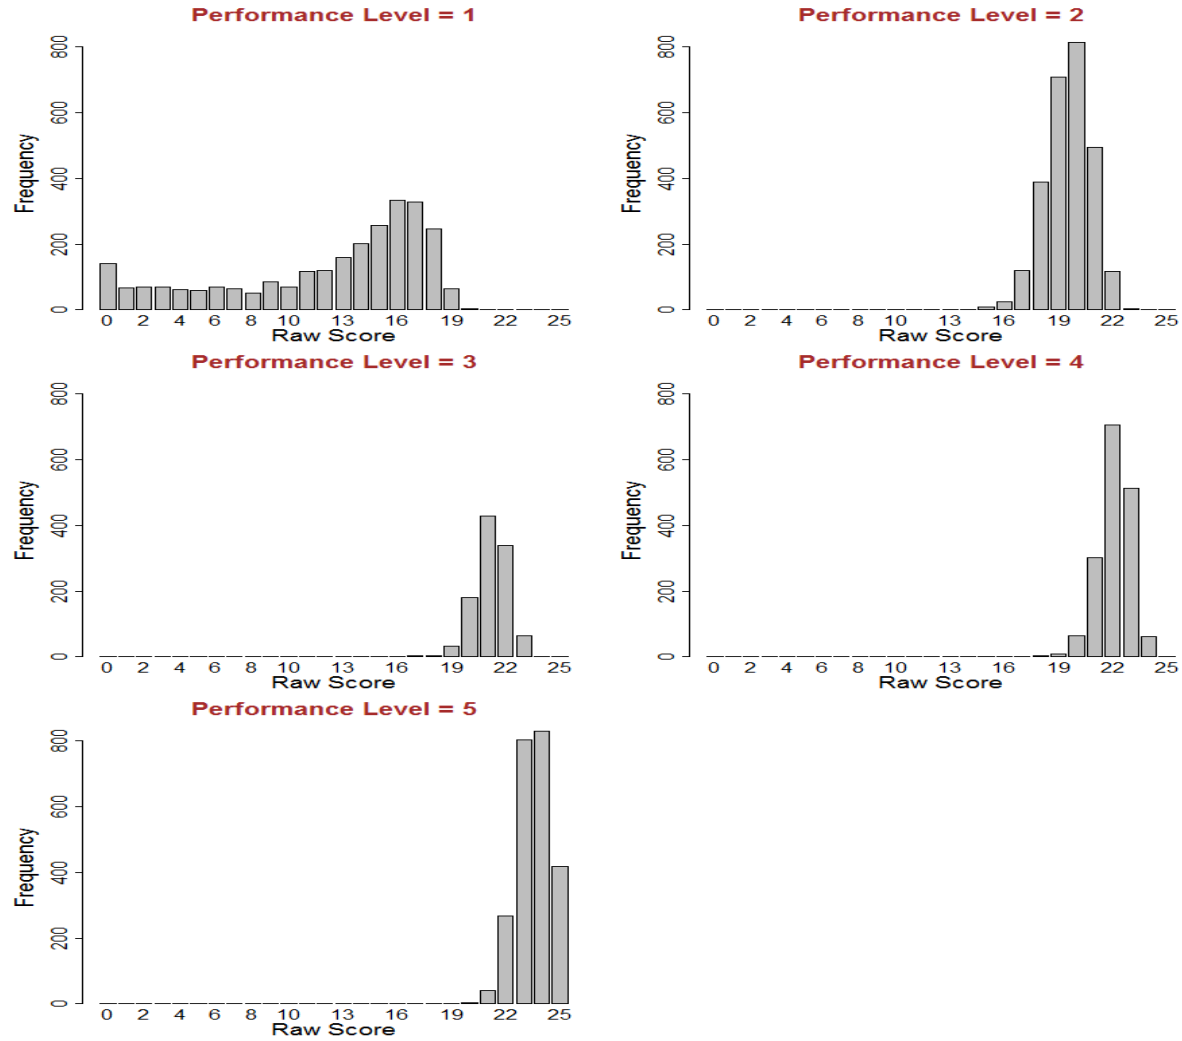 Performance Level = 1
Frequency
800
600
400
200
0
0 2 4 6 8 10 13 16 19 22 25
Raw Score
Performance Level = 2
Frequency
800
600
400
200
0
0 2 4 6 8 10 13 16 19 22 25
Raw Score
Performance Level = 3
Frequency
800
600
400
200
0
0 2 4 6 8 10 13 16 19 22 25
Raw Score
Performance Level = 4
Frequency
800
600
400
200
0
0 2 4 6 8 10 13 16 19 22 25
Raw Score
Performance Level = 5
Frequency
800
600
400
200
0
0 2 4 6 8 10 13 16 19 22 25
Raw Score